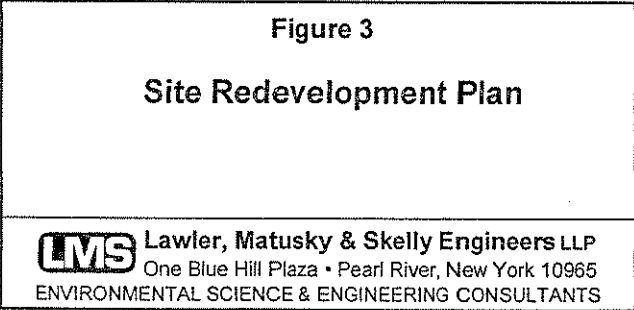 Figure 3
Site Redevelopment Plan
LMS Lawler, Matusky & Skelly Engineers LLP
One Blue Hill Plaza • Pearl River, New York 10965
ENVIRONMENTAL SCIENCE & ENGINEERING CONSULTANTS